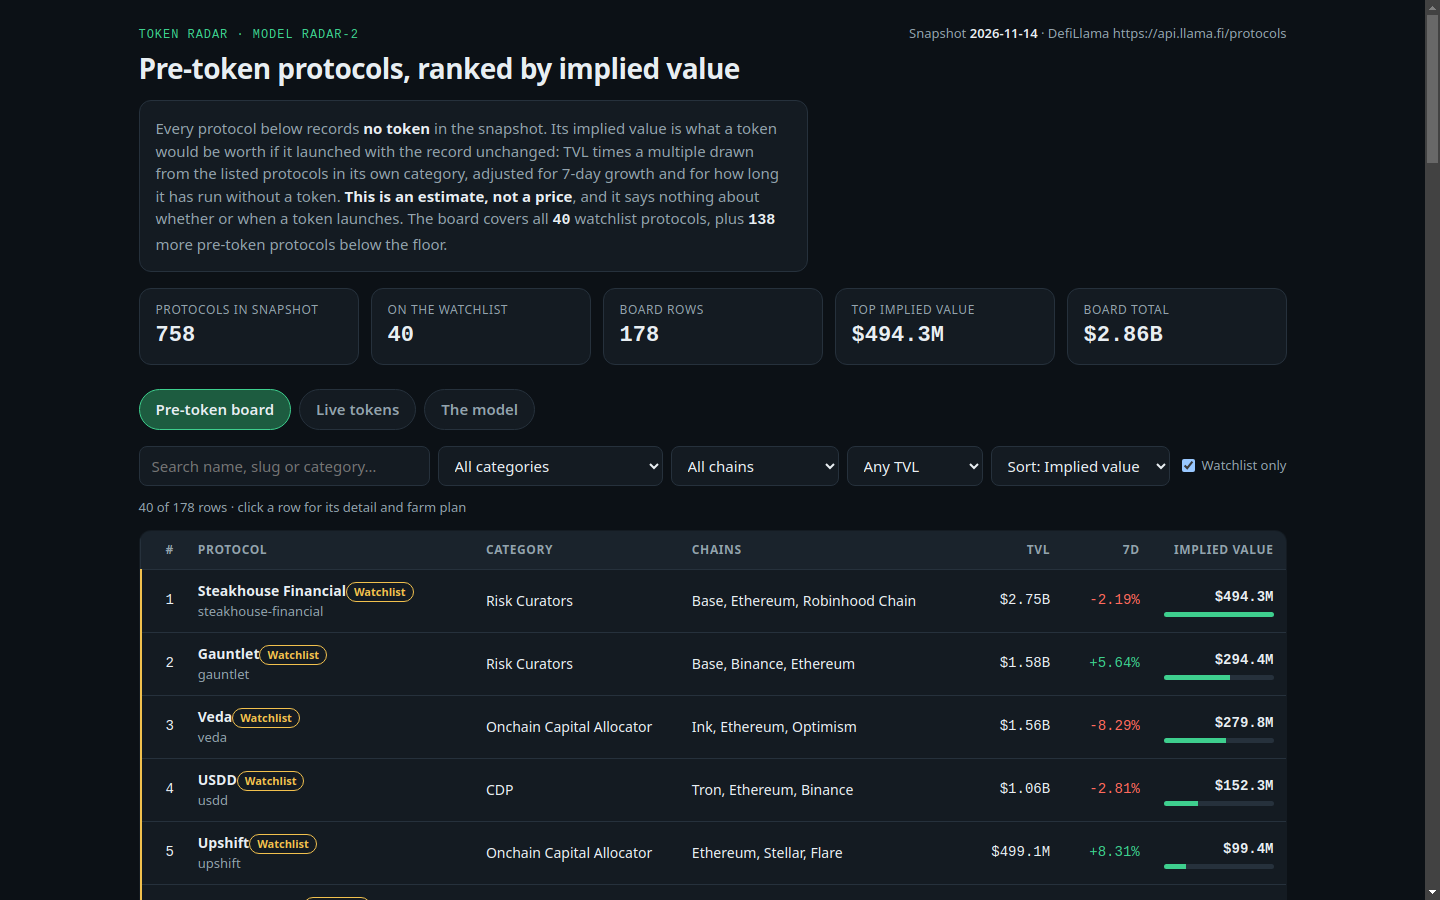 TOKEN RADAR · MODEL RADAR-2
Snapshot 2026-11-14 · DefiLlama https://api.llama.fi/protocols
Pre-token protocols, ranked by implied value
Every protocol below records no token in the snapshot. Its implied value is what a token
would be worth if it launched with the record unchanged: TVL times a multiple drawn
from the listed protocols in its own category, adjusted for 7-day growth and for how long
it has run without a token. This is an estimate, not a price, and it says nothing about
whether or when a token launches. The board covers all 40 watchlist protocols, plus 138
more pre-token protocols below the floor.
PROTOCOLS IN SNAPSHOT
758
ON THE WATCHLIST
40
BOARD ROWS
178
TOP IMPLIED VALUE
$494.3M
BOARD TOTAL
$2.86B
Pre-token board
Live tokens
The model
Search name, slug or category...
All categories
All chains
Any TVL
Sort: Implied value
Watchlist only
40 of 178 rows · click a row for its detail and farm plan
# PROTOCOL CATEGORY CHAINS TVL 7D IMPLIED VALUE
1 Steakhouse Financial Watchlist Risk Curators Base, Ethereum, Robinhood Chain $2.75B -2.19% $494.3M
steakhouse-financial
2 Gauntlet Watchlist Risk Curators Base, Binance, Ethereum $1.58B +5.64% $294.4M
gauntlet
3 Veda Watchlist Onchain Capital Allocator Ink, Ethereum, Optimism $1.56B -8.29% $279.8M
veda
4 USDD Watchlist CDP Tron, Ethereum, Binance $1.06B -2.81% $152.3M
usdd
5 Upshift Watchlist Onchain Capital Allocator Ethereum, Stellar, Flare $499.1M +8.31% $99.4M
upshift